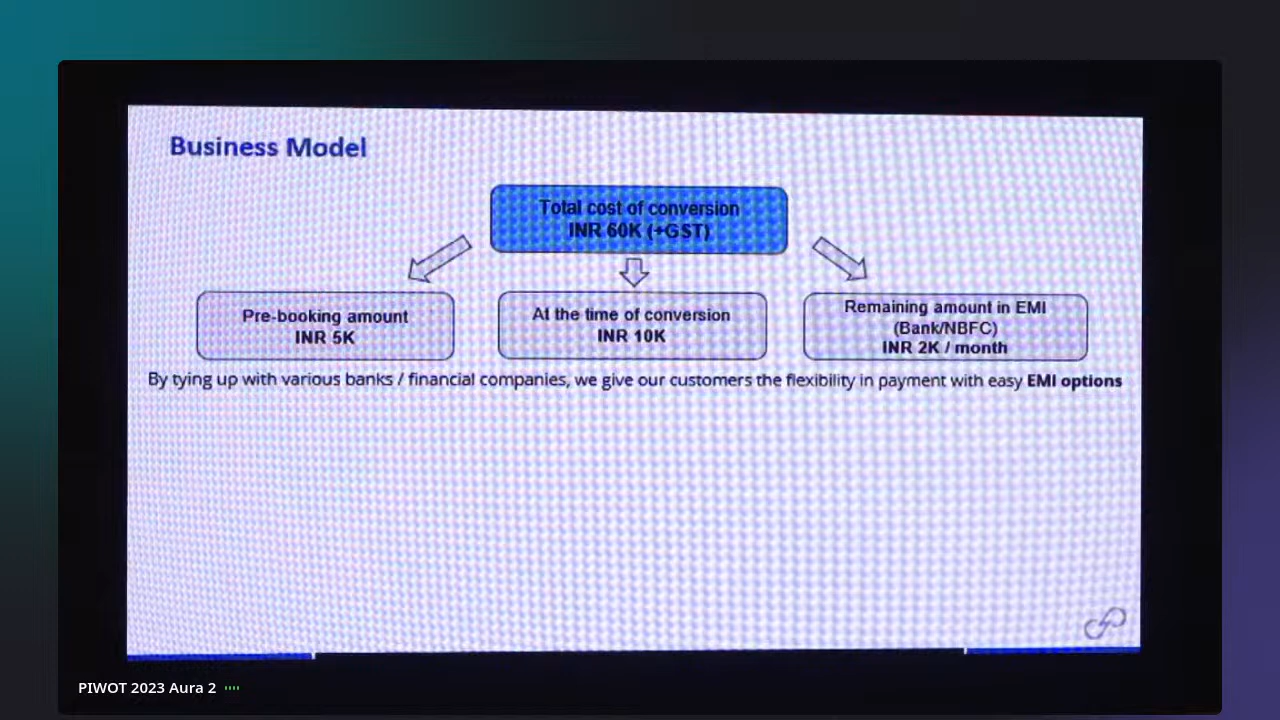 Business Model
Total cost of conversion
INR 60K (+GST)
Pre-booking amount
INR 5K
At the time of conversion
INR 10K
Remaining amount in EMI
(Bank/NBFC)
INR 2K / month
By tying up with various banks / financial companies, we give our customers the flexibility in payment with easy EMI options
PIWOT 2023 Aura 2